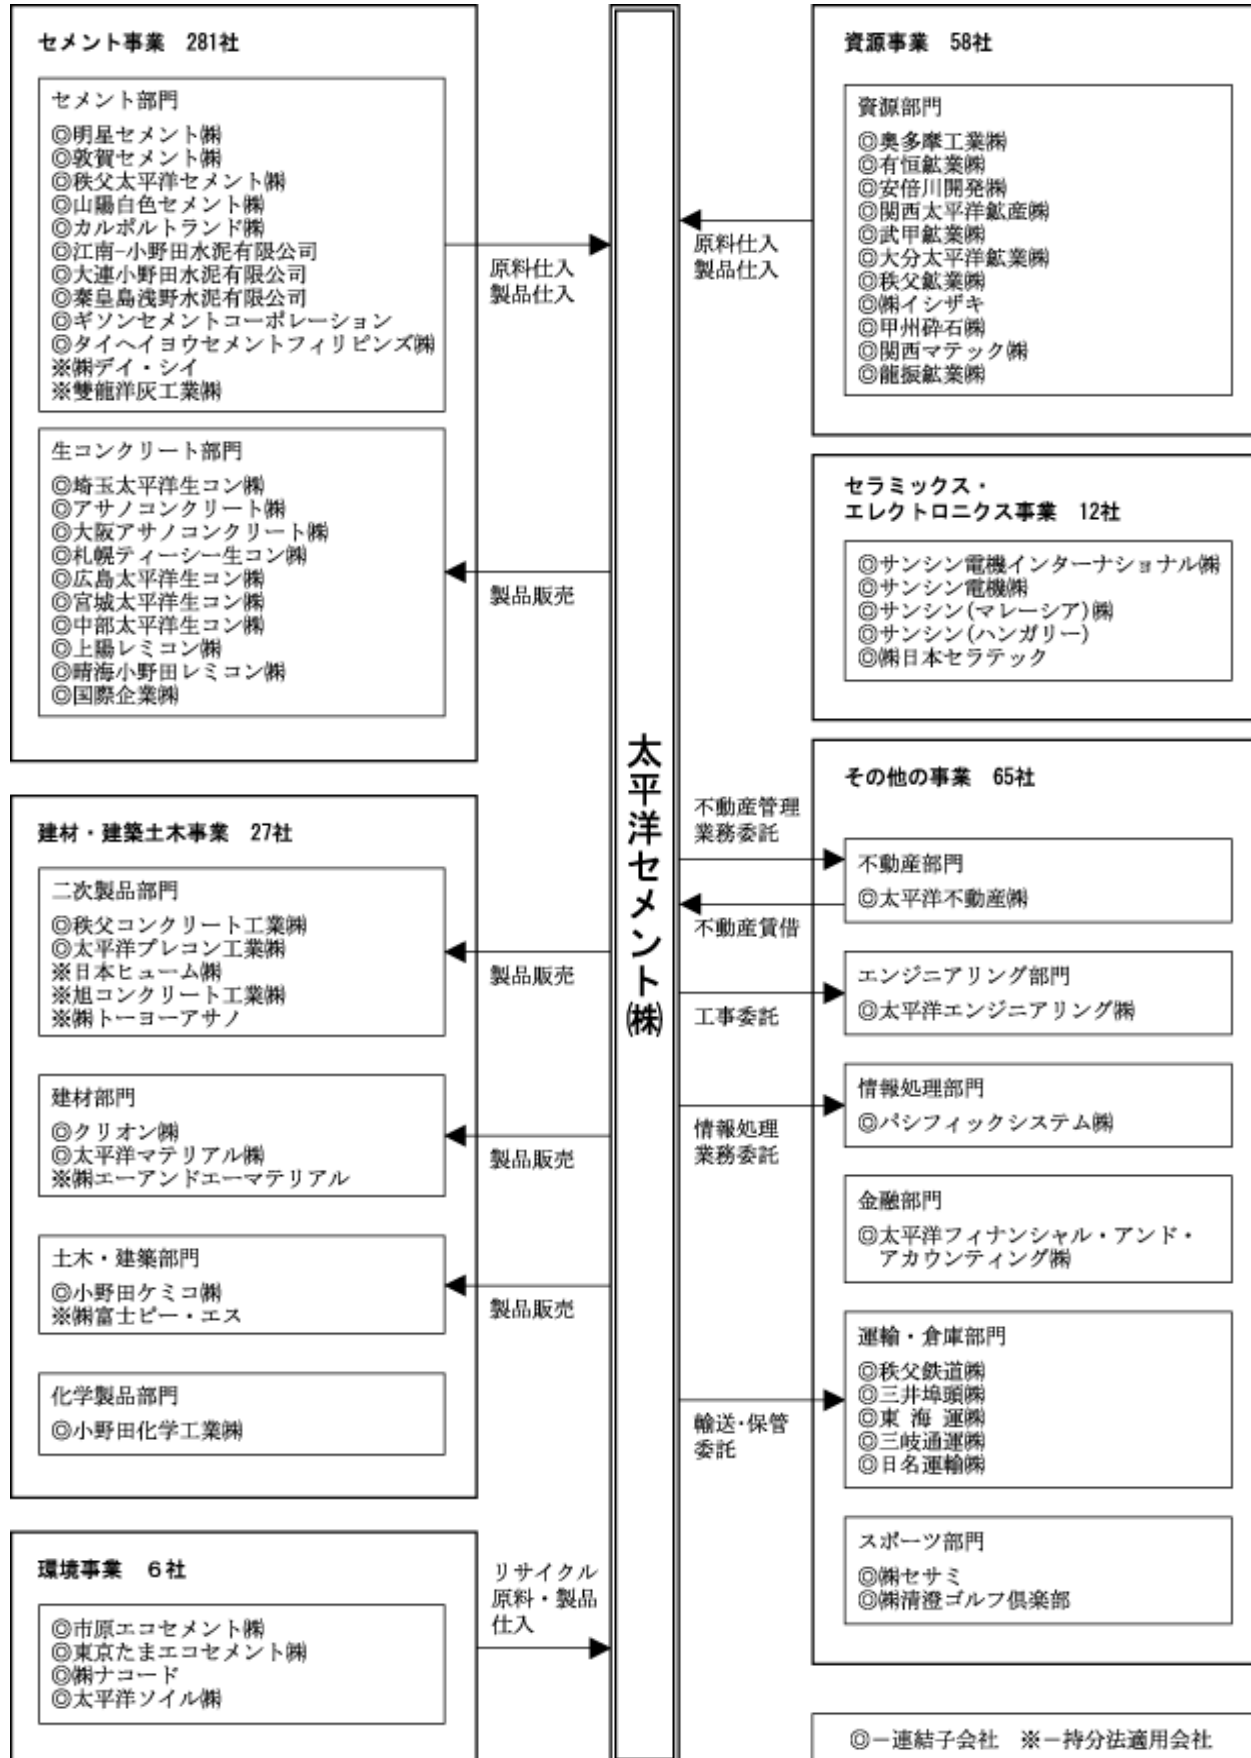 セメント事業　281社
セメント部門
◎明星セメント㈱
◎敦賀セメント㈱
◎秩父太平洋セメント㈱
◎山陽白色セメント㈱
◎カルポルトランド㈱
◎江南-小野田水泥有限公司
◎大連小野田水泥有限公司
◎秦皇島浅野水泥有限公司
◎ギソンセメントコーポレーション
◎タイヘイヨウセメントフィリピンズ㈱
※㈱デイ・シイ
※雙龍洋灰工業㈱
原料仕入
製品仕入
生コンクリート部門
◎埼玉太平洋生コン㈱
◎アサノコンクリート㈱
◎大阪アサノコンクリート㈱
◎札幌ティーシー生コン㈱
◎広島太平洋生コン㈱
◎宮城太平洋生コン㈱
◎中部太平洋生コン㈱
◎上陽レミコン㈱
◎晴海小野田レミコン㈱
◎国際企業㈱
製品販売
建材・建築土木事業　27社
二次製品部門
◎秩父コンクリート工業㈱
◎太平洋プレコン工業㈱
※日本ヒューム㈱
※旭コンクリート工業㈱
※㈱トーヨーアサノ
製品販売
建材部門
◎クリオン㈱
◎太平洋マテリアル㈱
※㈱エーアンドエーマテリアル
製品販売
土木・建築部門
◎小野田ケミコ㈱
※㈱富士ピー・エス
製品販売
化学製品部門
◎小野田化学工業㈱
環境事業　6社
◎市原エコセメント㈱
◎東京たまエコセメント㈱
◎㈱ナコード
◎太平洋ソイル㈱
リサイクル
原料・製品
仕入
太平洋セメント㈱
資源事業　58社
資源部門
◎奥多摩工業㈱
◎有恒鉱業㈱
◎安倍川開発㈱
◎関西太平洋鉱産㈱
◎武甲鉱業㈱
◎大分太平洋鉱業㈱
◎秩父鉱業㈱
◎㈱イシザキ
◎甲州砕石㈱
◎関西マテック㈱
◎龍振鉱業㈱
原料仕入
製品仕入
セラミックス・
エレクトロニクス事業　12社
◎サンシン電機インターナショナル㈱
◎サンシン電機㈱
◎サンシン(マレーシア)㈱
◎サンシン(ハンガリー)
◎㈱日本セラテック
その他の事業　65社
不動産管理
業務委託
不動産部門
◎太平洋不動産㈱
不動産賃借
エンジニアリング部門
◎太平洋エンジニアリング㈱
工事委託
情報処理部門
◎パシフィックシステム㈱
情報処理
業務委託
金融部門
◎太平洋フィナンシャル・アンド・
アカウンティング㈱
運輸・倉庫部門
◎秩父鉄道㈱
◎三井埠頭㈱
◎東 海 運㈱
◎三岐通運㈱
◎日名運輸㈱
輸送・保管
委託
スポーツ部門
◎㈱セサミ
◎㈱清澄ゴルフ倶楽部
◎－連結子会社　※－持分法適用会社